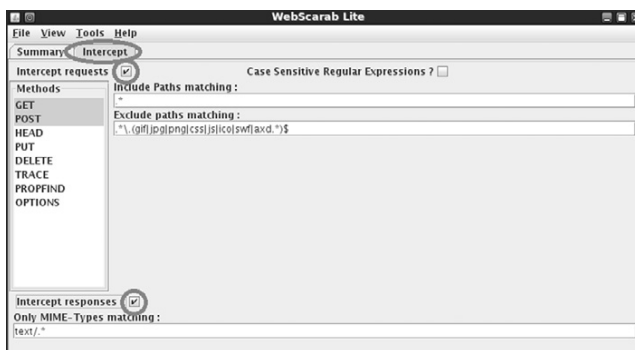 WebScarab Lite
File View Tools Help
Summary Intercept
Intercept requests Case Sensitive Regular Expressions ?
Methods
Include Paths matching :
.*
Exclude paths matching :
.*\.(gif|jpg|png|css|js|ico|swf|axd.*)$
GET
POST
HEAD
PUT
DELETE
TRACE
PROPFIND
OPTIONS
Intercept responses
Only MIME-Types matching :
text/.*